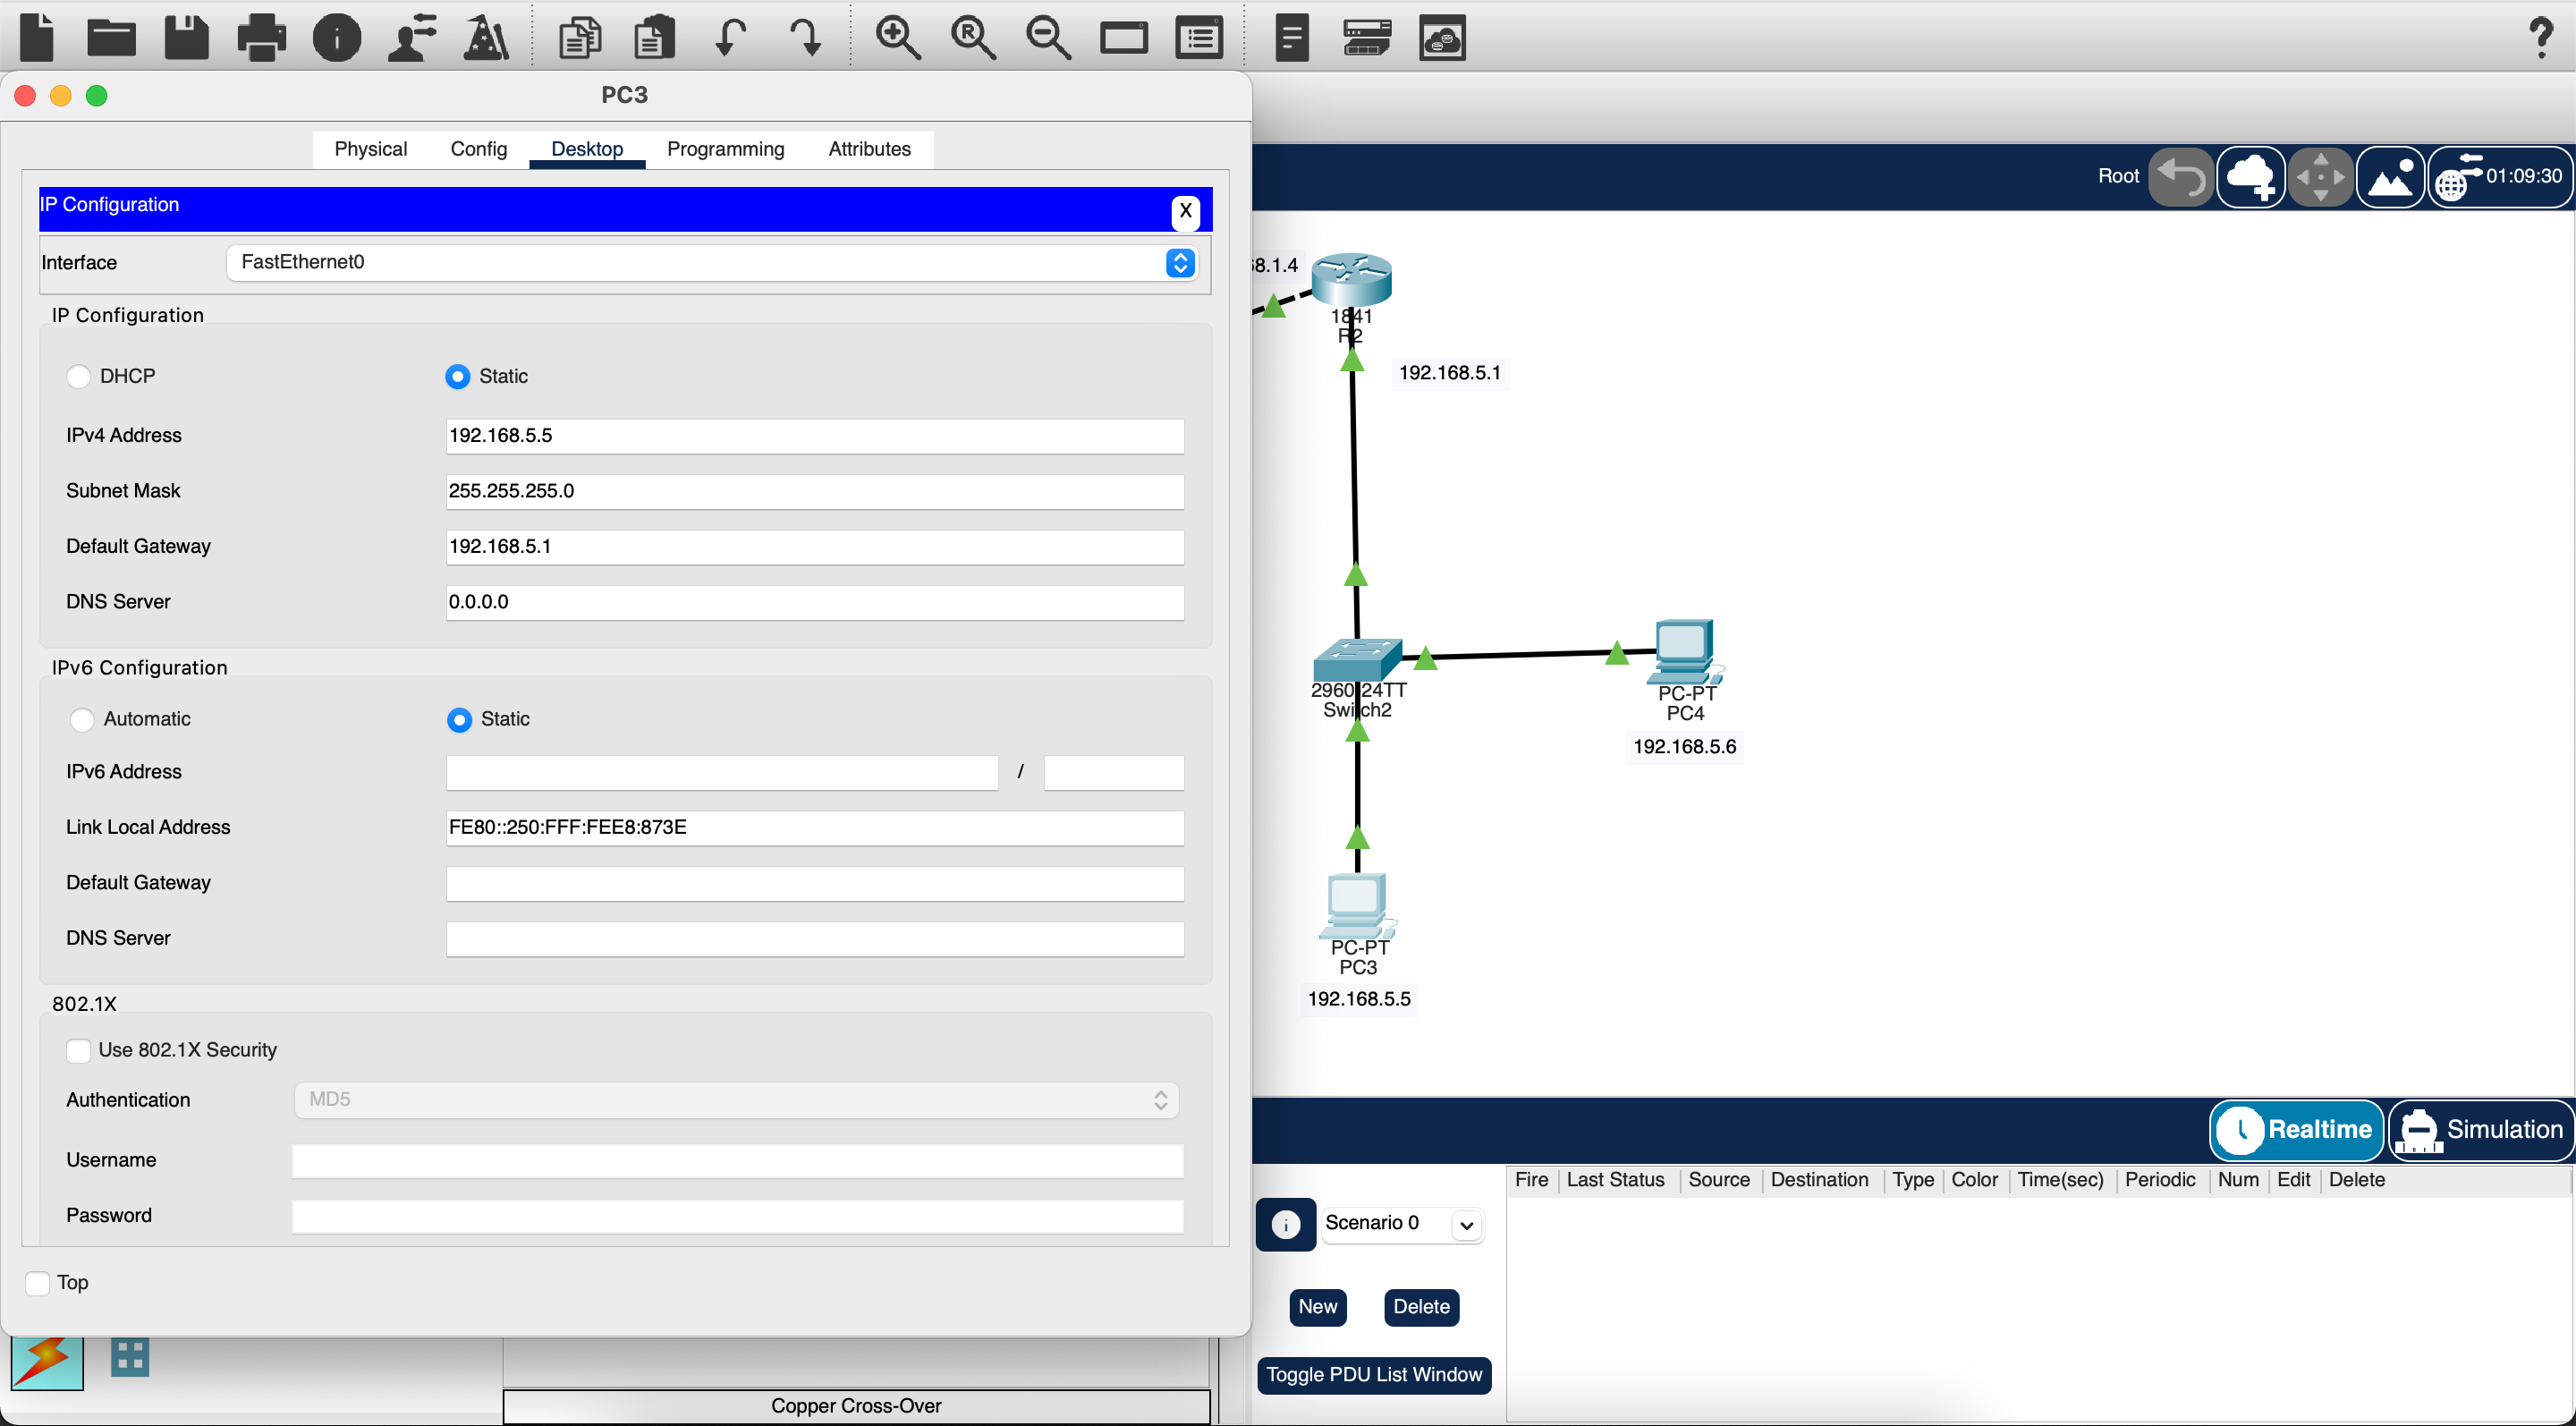 PC3
Physical Config Desktop Programming Attributes
IP Configuration X
Interface FastEthernet0
IP Configuration
DHCP Static
IPv4 Address 192.168.5.5
Subnet Mask 255.255.255.0
Default Gateway 192.168.5.1
DNS Server 0.0.0.0
IPv6 Configuration
Automatic Static
IPv6 Address /
Link Local Address FE80::250:FFF:FEE8:873E
Default Gateway
DNS Server
802.1X
Use 802.1X Security
Authentication MD5
Username
Password
Top
Copper Cross-Over
Root 01:09:30
8.1.4
1841
R2
192.168.5.1
2960-24TT
Switch2
PC-PT
PC4
192.168.5.6
PC-PT
PC3
192.168.5.5
Realtime Simulation
Scenario 0
New Delete
Toggle PDU List Window
Fire Last Status Source Destination Type Color Time(sec) Periodic Num Edit Delete